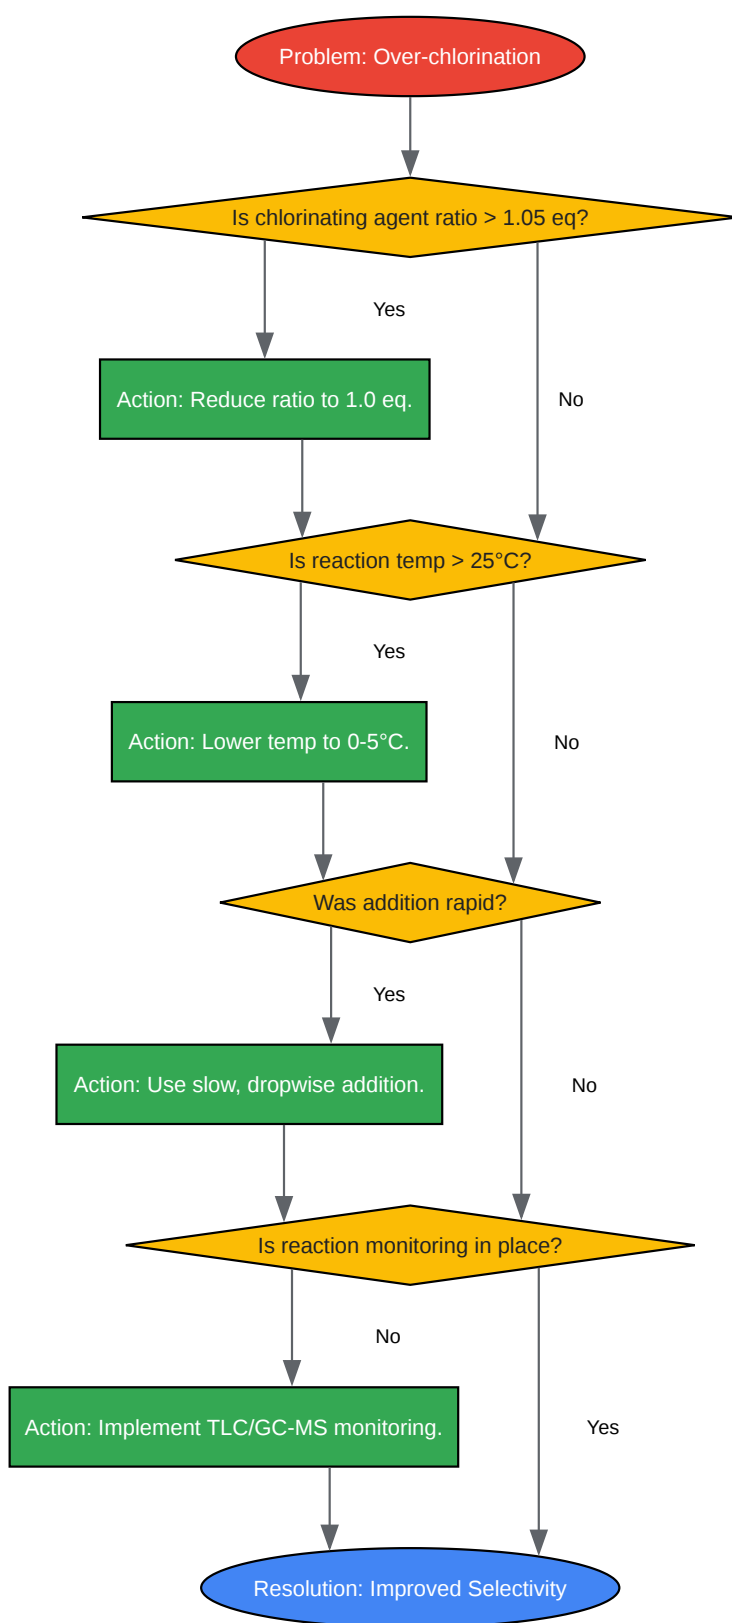 Problem: Over-chlorination
Is chlorinating agent ratio > 1.05 eq?
Yes
Action: Reduce ratio to 1.0 eq.
No
Is reaction temp > 25°C?
Yes
Action: Lower temp to 0-5°C.
No
Was addition rapid?
Yes
Action: Use slow, dropwise addition.
No
Is reaction monitoring in place?
No
Action: Implement TLC/GC-MS monitoring.
Yes
Resolution: Improved Selectivity